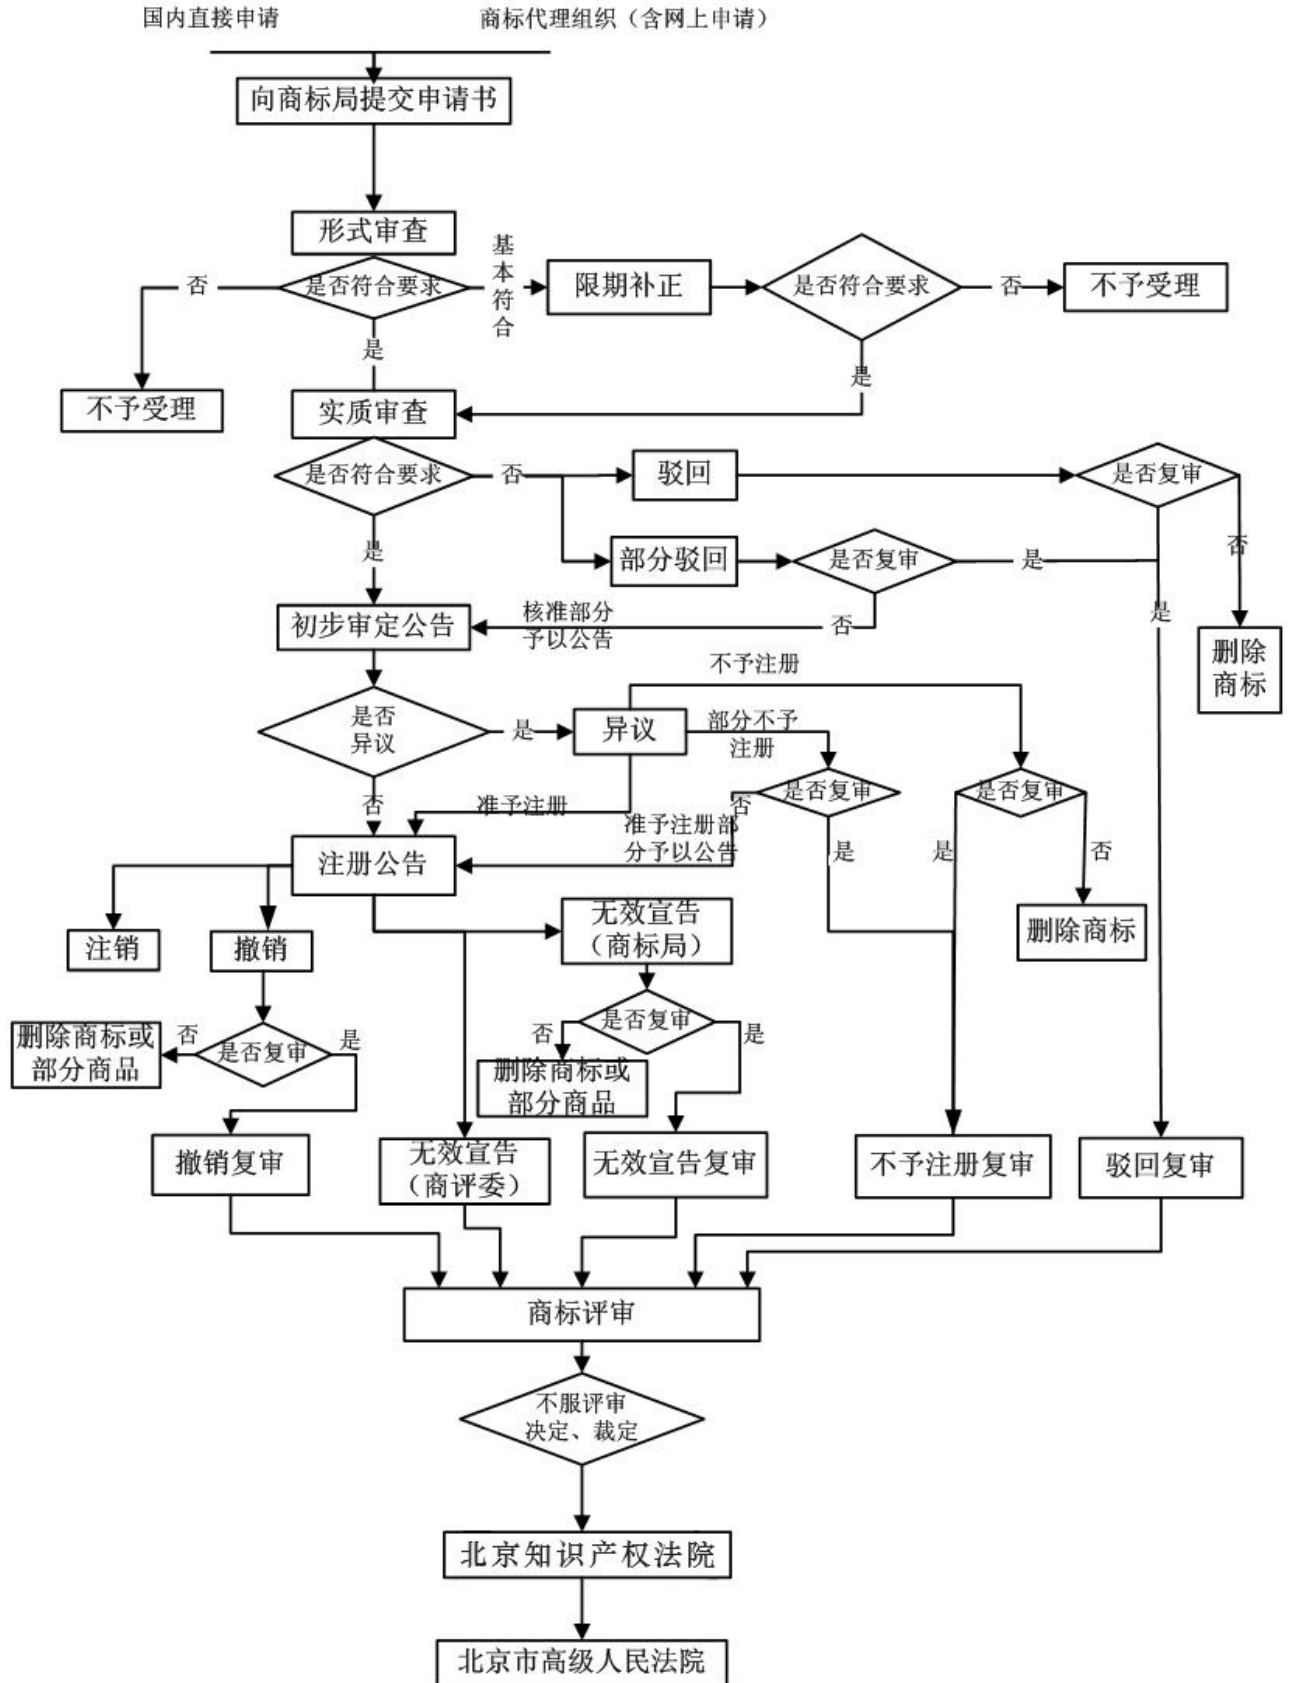 国内直接申请
商标代理组织（含网上申请）
向商标局提交申请书
形式审查
是否符合要求
否
基
本
符
合
限期补正
是否符合要求
否
不予受理
是
是
不予受理
实质审查
是否符合要求
否
驳回
是否复审
否
是
部分驳回
是否复审
是
是
初步审定公告
核准部分
予以公告
否
删除
商标
不予注册
是否
异议
是
异议
部分不予
注册
是否复审
是否复审
否
准予注册
否
准予注册部
分予以公告
是
是
否
注册公告
注销
撤销
无效宣告
（商标局）
删除商标
是否复审
否
是
删除商标或
部分商品
否
是否复审
是
删除商标或
部分商品
撤销复审
无效宣告
（商评委）
无效宣告复审
不予注册复审
驳回复审
商标评审
不服评审
决定、裁定
北京知识产权法院
北京市高级人民法院